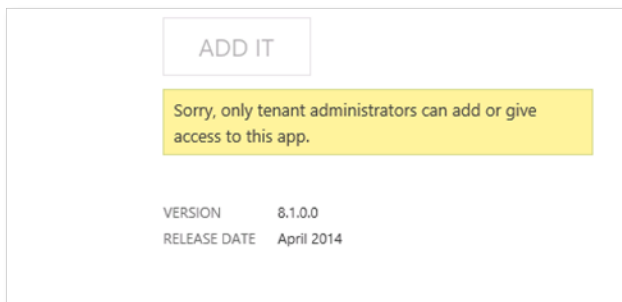 ADD IT
Sorry, only tenant administrators can add or give
access to this app.
VERSION 8.1.0.0
RELEASE DATE April 2014